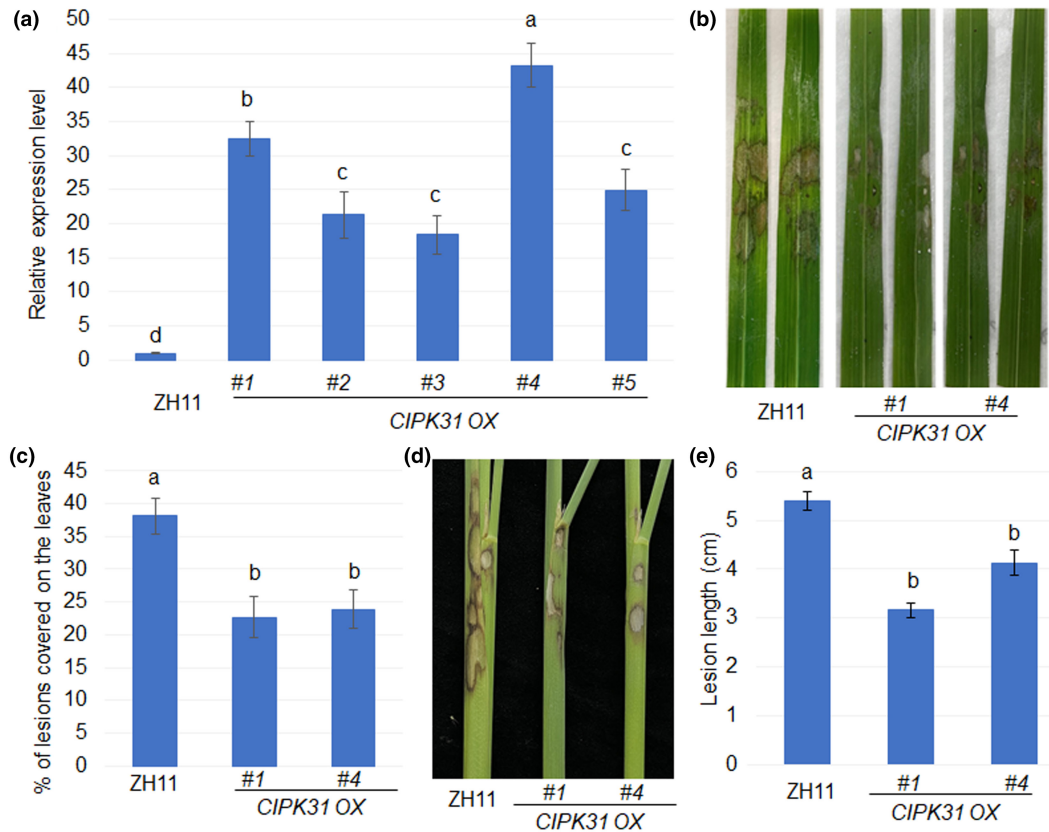 (a)
Relative expression level
50
45
40
35
30
25
20
15
10
5
0
d
b
c
c
a
c
ZH11
#1 #2 #3 #4 #5
CIPK31 OX
(b)
ZH11
#1 #4
CIPK31 OX
(c)
% of lesions covered on the leaves
45
40
35
30
25
20
15
10
5
0
a
b
b
ZH11
#1 #4
CIPK31 OX
(d)
ZH11
#1 #4
CIPK31 OX
(e)
Lesion length (cm)
6
5
4
3
2
1
0
a
b
b
ZH11
#1 #4
CIPK31 OX